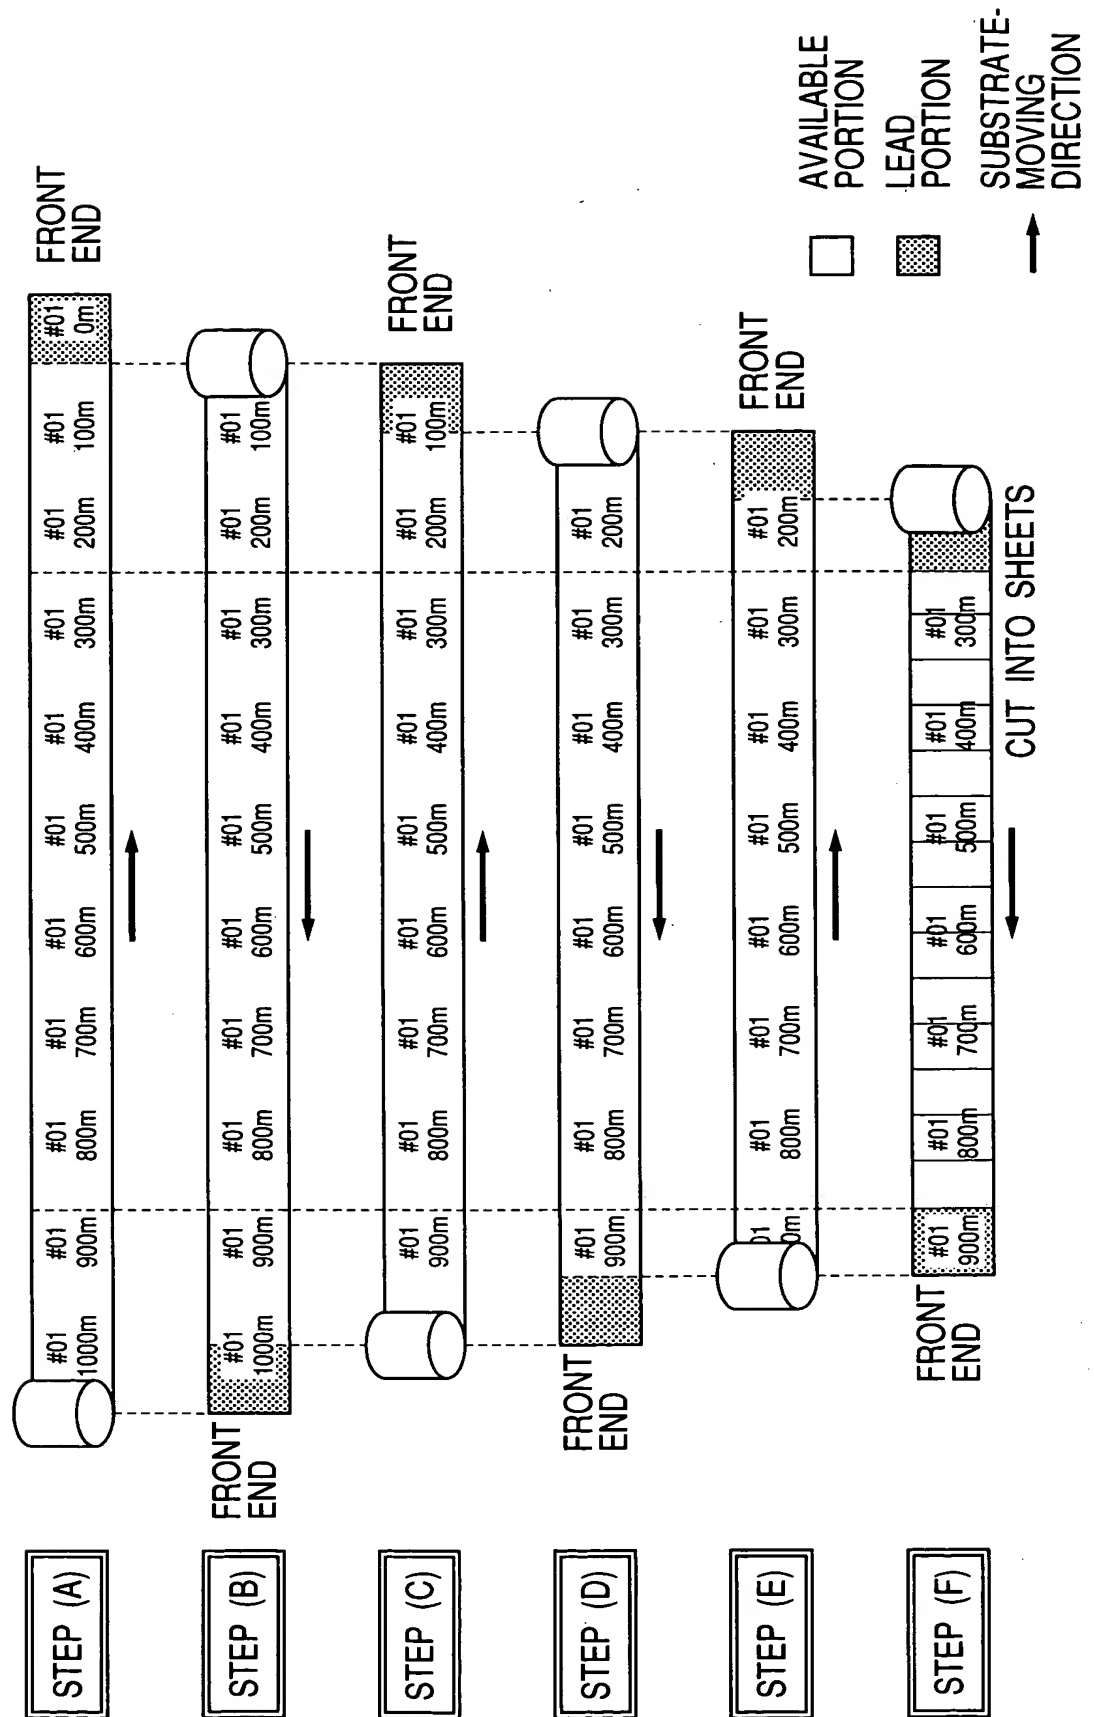 STEP (A)
#01
1000m
#01
900m
#01
800m
#01
700m
#01
600m
#01
500m
#01
400m
#01
300m
#01
200m
#01
100m
#01
0m
FRONT
END
STEP (B)
FRONT
END
#01
1000m
#01
900m
#01
800m
#01
700m
#01
600m
#01
500m
#01
400m
#01
300m
#01
200m
#01
100m
STEP (C)
#01
900m
#01
800m
#01
700m
#01
600m
#01
500m
#01
400m
#01
300m
#01
200m
#01
100m
FRONT
END
STEP (D)
FRONT
END
#01
900m
#01
800m
#01
700m
#01
600m
#01
500m
#01
400m
#01
300m
#01
200m
STEP (E)
01
0m
#01
800m
#01
700m
#01
600m
#01
500m
#01
400m
#01
300m
#01
200m
FRONT
END
STEP (F)
FRONT
END
#01
900m
#01
800m
#01
700m
#01
600m
#01
500m
#01
400m
#01
300m
CUT INTO SHEETS
AVAILABLE
PORTION
LEAD
PORTION
SUBSTRATE-
MOVING
DIRECTION